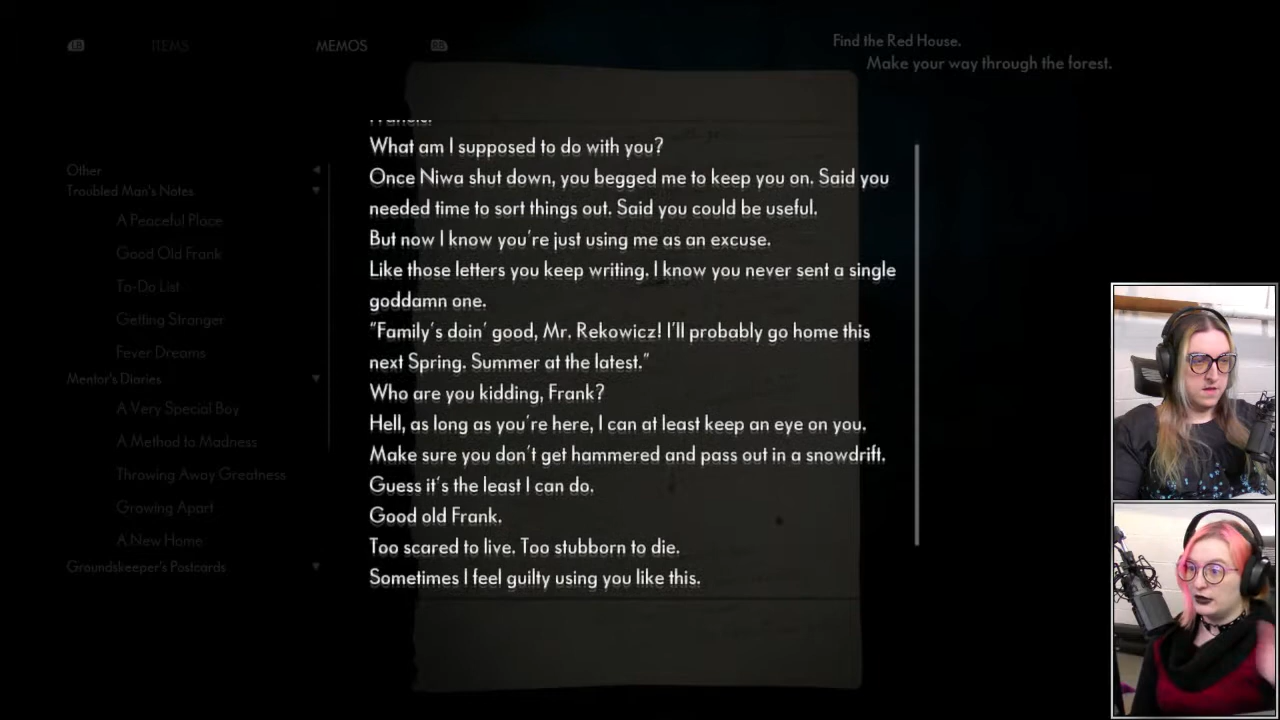 LB ITEMS MEMOS RB
Find the Red House.
Make your way through the forest.
Other
Troubled Man's Notes
A Peaceful Place
Good Old Frank
To-Do List
Getting Stranger
Fever Dreams
Mentor's Diaries
A Very Special Boy
A Method to Madness
Throwing Away Greatness
Growing Apart
A New Home
Groundskeeper's Postcards
What am I supposed to do with you?
Once Niwa shut down, you begged me to keep you on. Said you
needed time to sort things out. Said you could be useful.
But now I know you're just using me as an excuse.
Like those letters you keep writing. I know you never sent a single
goddamn one.
"Family's doin' good, Mr. Rekowicz! I'll probably go home this
next Spring. Summer at the latest."
Who are you kidding, Frank?
Hell, as long as you're here, I can at least keep an eye on you.
Make sure you don't get hammered and pass out in a snowdrift.
Guess it's the least I can do.
Good old Frank.
Too scared to live. Too stubborn to die.
Sometimes I feel guilty using you like this.